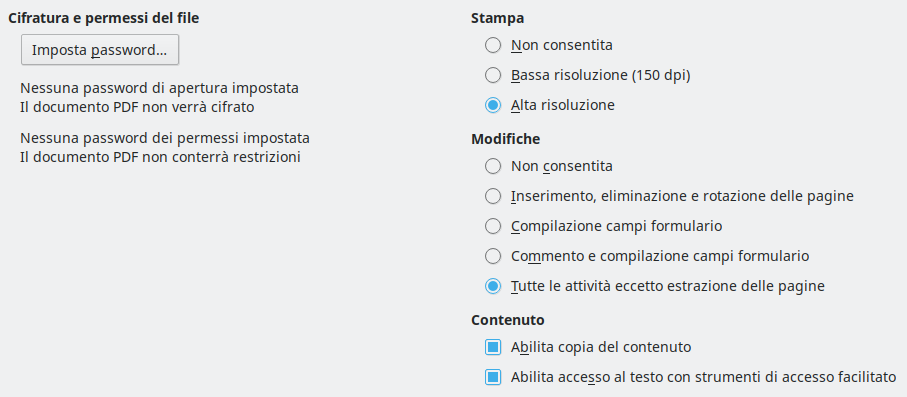 Cifratura e permessi del file
Imposta password...
Nessuna password di apertura impostata
Il documento PDF non verrà cifrato
Nessuna password dei permessi impostata
Il documento PDF non conterrà restrizioni
Stampa
Non consentita
Bassa risoluzione (150 dpi)
Alta risoluzione
Modifiche
Non consentita
Inserimento, eliminazione e rotazione delle pagine
Compilazione campi formulario
Commento e compilazione campi formulario
Tutte le attività eccetto estrazione delle pagine
Contenuto
Abilita copia del contenuto
Abilita accesso al testo con strumenti di accesso facilitato